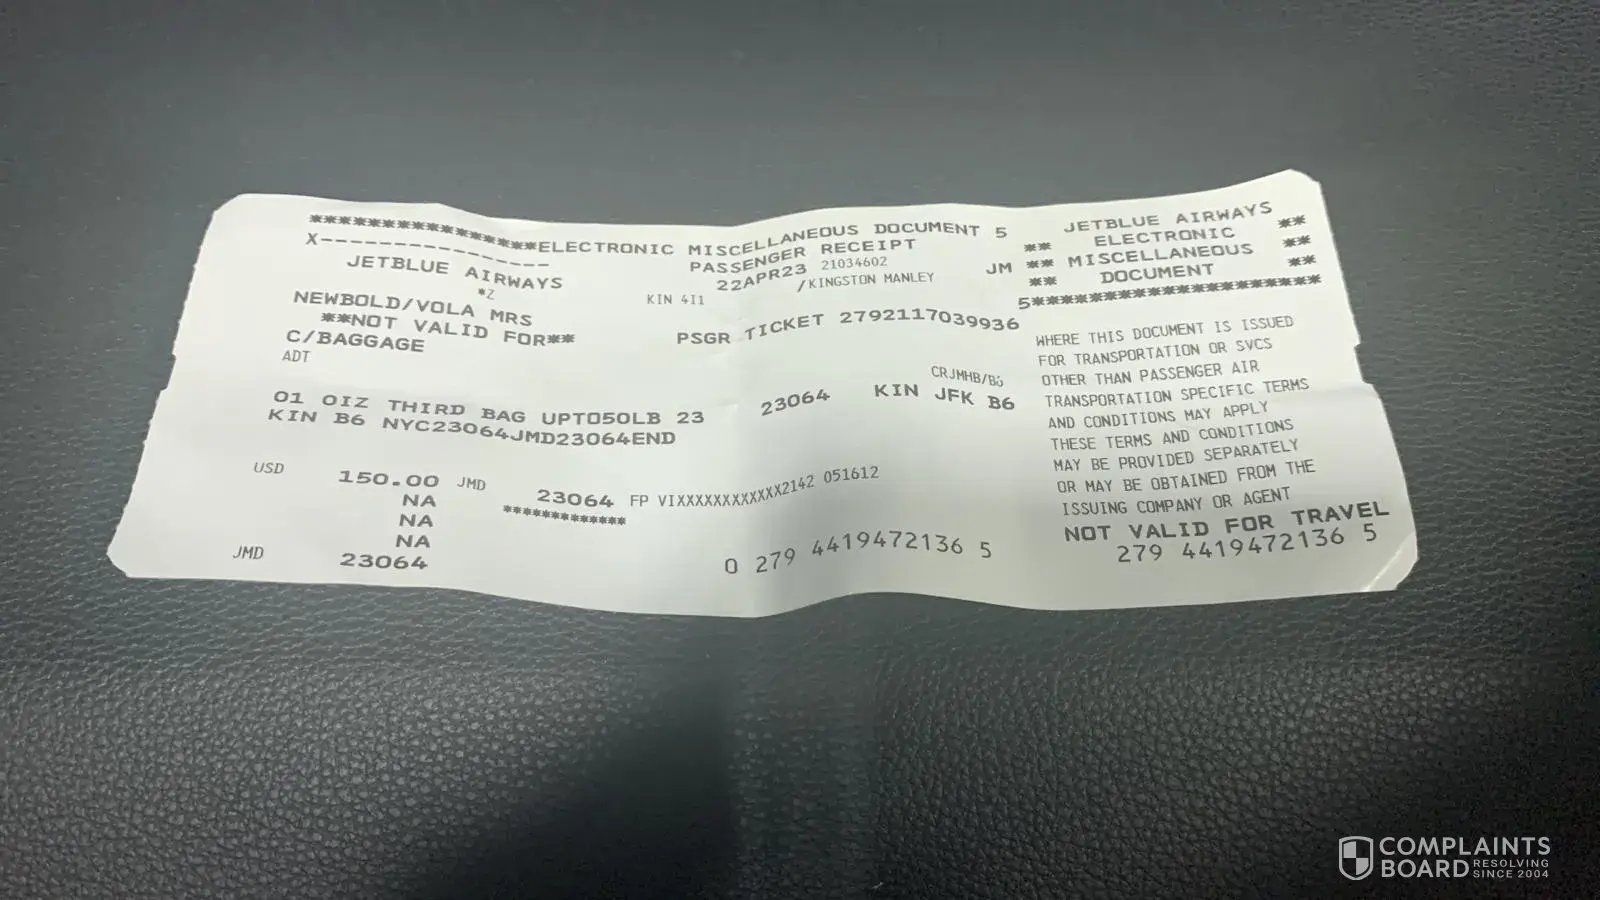 ****************ELECTRONIC MISCELLANEOUS DOCUMENT 5
X----------------
PASSENGER RECEIPT
JETBLUE AIRWAYS
22APR23 21034602
*Z
KIN 4I1 /KINGSTON MANLEY JM
NEWBOLD/VOLA MRS
**NOT VALID FOR**
PSGR TICKET 2792117039936
C/BAGGAGE
ADT
CRJMHB/B6
01 OIZ THIRD BAG UPTO50LB 23 23064 KIN JFK B6
KIN B6 NYC23064JMD23064END
USD 150.00 JMD 23064 FP VIXXXXXXXXXXXX2142 051612
NA ************
NA
NA
JMD 23064
0 279 4419472136 5
JETBLUE AIRWAYS
** ELECTRONIC **
** MISCELLANEOUS **
** DOCUMENT **
5********************
WHERE THIS DOCUMENT IS ISSUED
FOR TRANSPORTATION OR SVCS
OTHER THAN PASSENGER AIR
TRANSPORTATION SPECIFIC TERMS
AND CONDITIONS MAY APPLY
THESE TERMS AND CONDITIONS
MAY BE PROVIDED SEPARATELY
OR MAY BE OBTAINED FROM THE
ISSUING COMPANY OR AGENT
NOT VALID FOR TRAVEL
279 4419472136 5
COMPLAINTS
BOARD RESOLVING
SINCE 2004